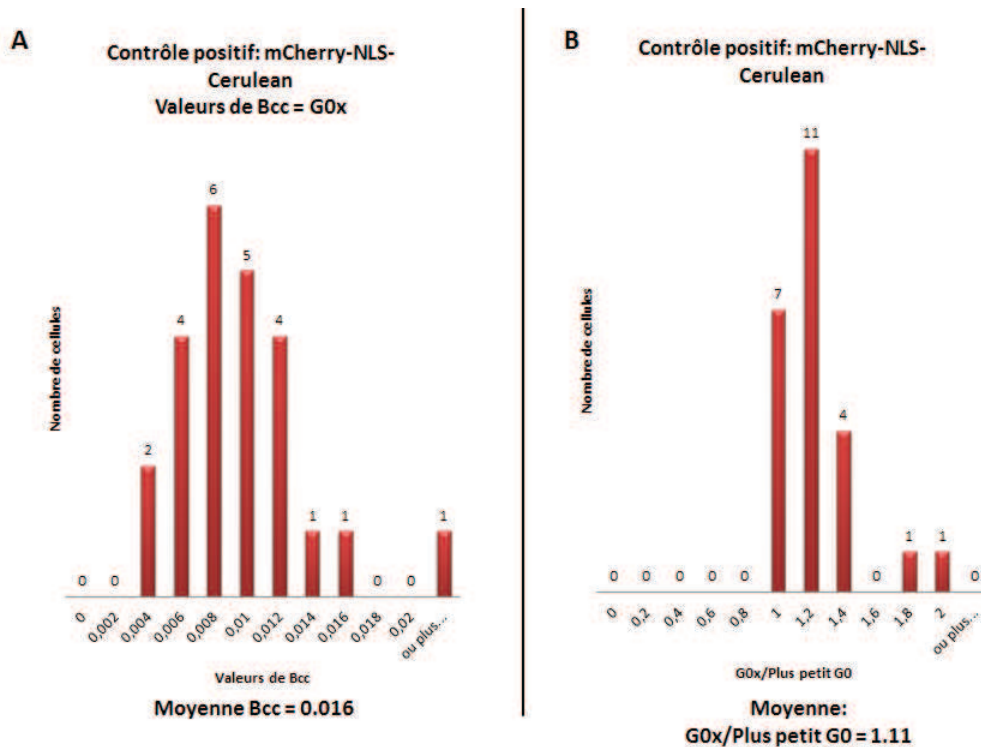 A
Contrôle positif: mCherry-NLS-
Cerulean
Valeurs de Bcc = G0x
Nombre de cellules
0 0 2 4 6 5 4 1 1 0 0 1
0 0,002 0,004 0,006 0,008 0,01 0,012 0,014 0,016 0,018 0,02 ou plus...
Valeurs de Bcc
Moyenne Bcc = 0.016
B
Contrôle positif: mCherry-NLS-
Cerulean
Nombre de cellules
0 0 0 0 0 7 11 4 0 1 1 0
0 0,2 0,4 0,6 0,8 1 1,2 1,4 1,6 1,8 2 ou plus...
G0x/Plus petit G0
Moyenne:
G0x/Plus petit G0 = 1.11